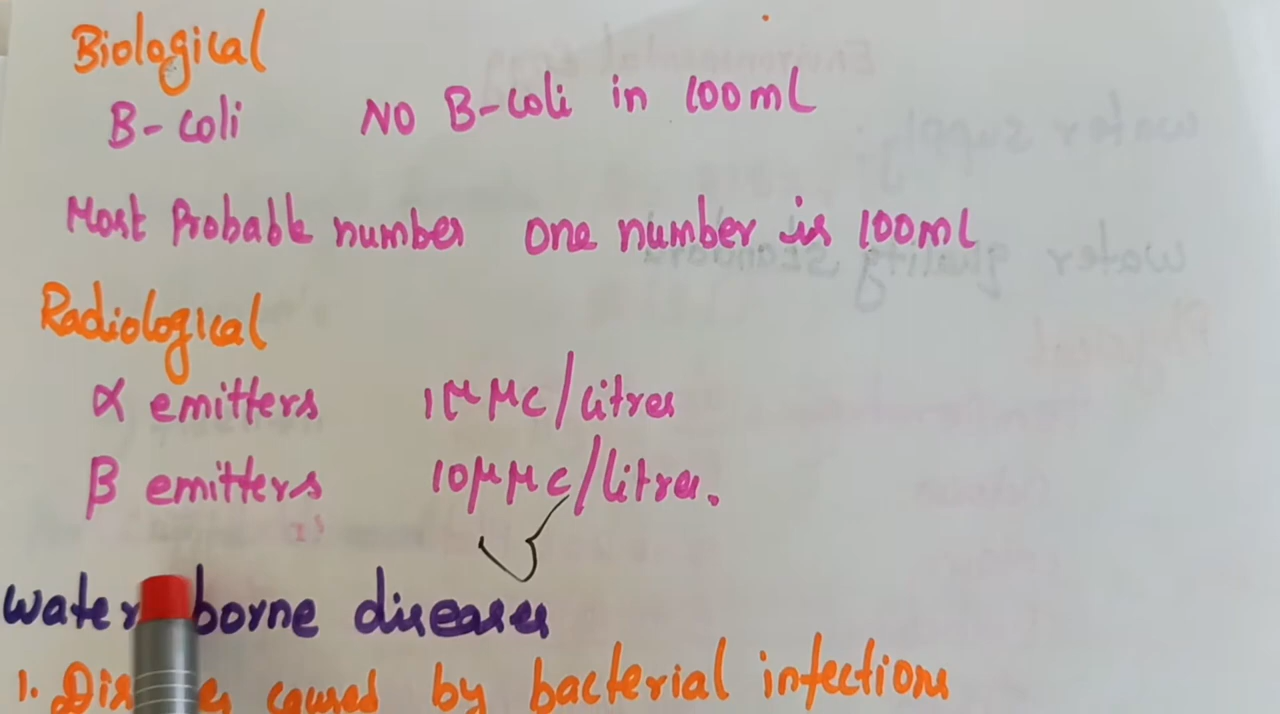 Biological
B-coli NO B-coli in 100ml
Most Probable number one number is 100ml
Radiological
α emitters 1μμc/litres
β emitters 10μμc/litres.
water borne diseases
1. caused by bacterial infections